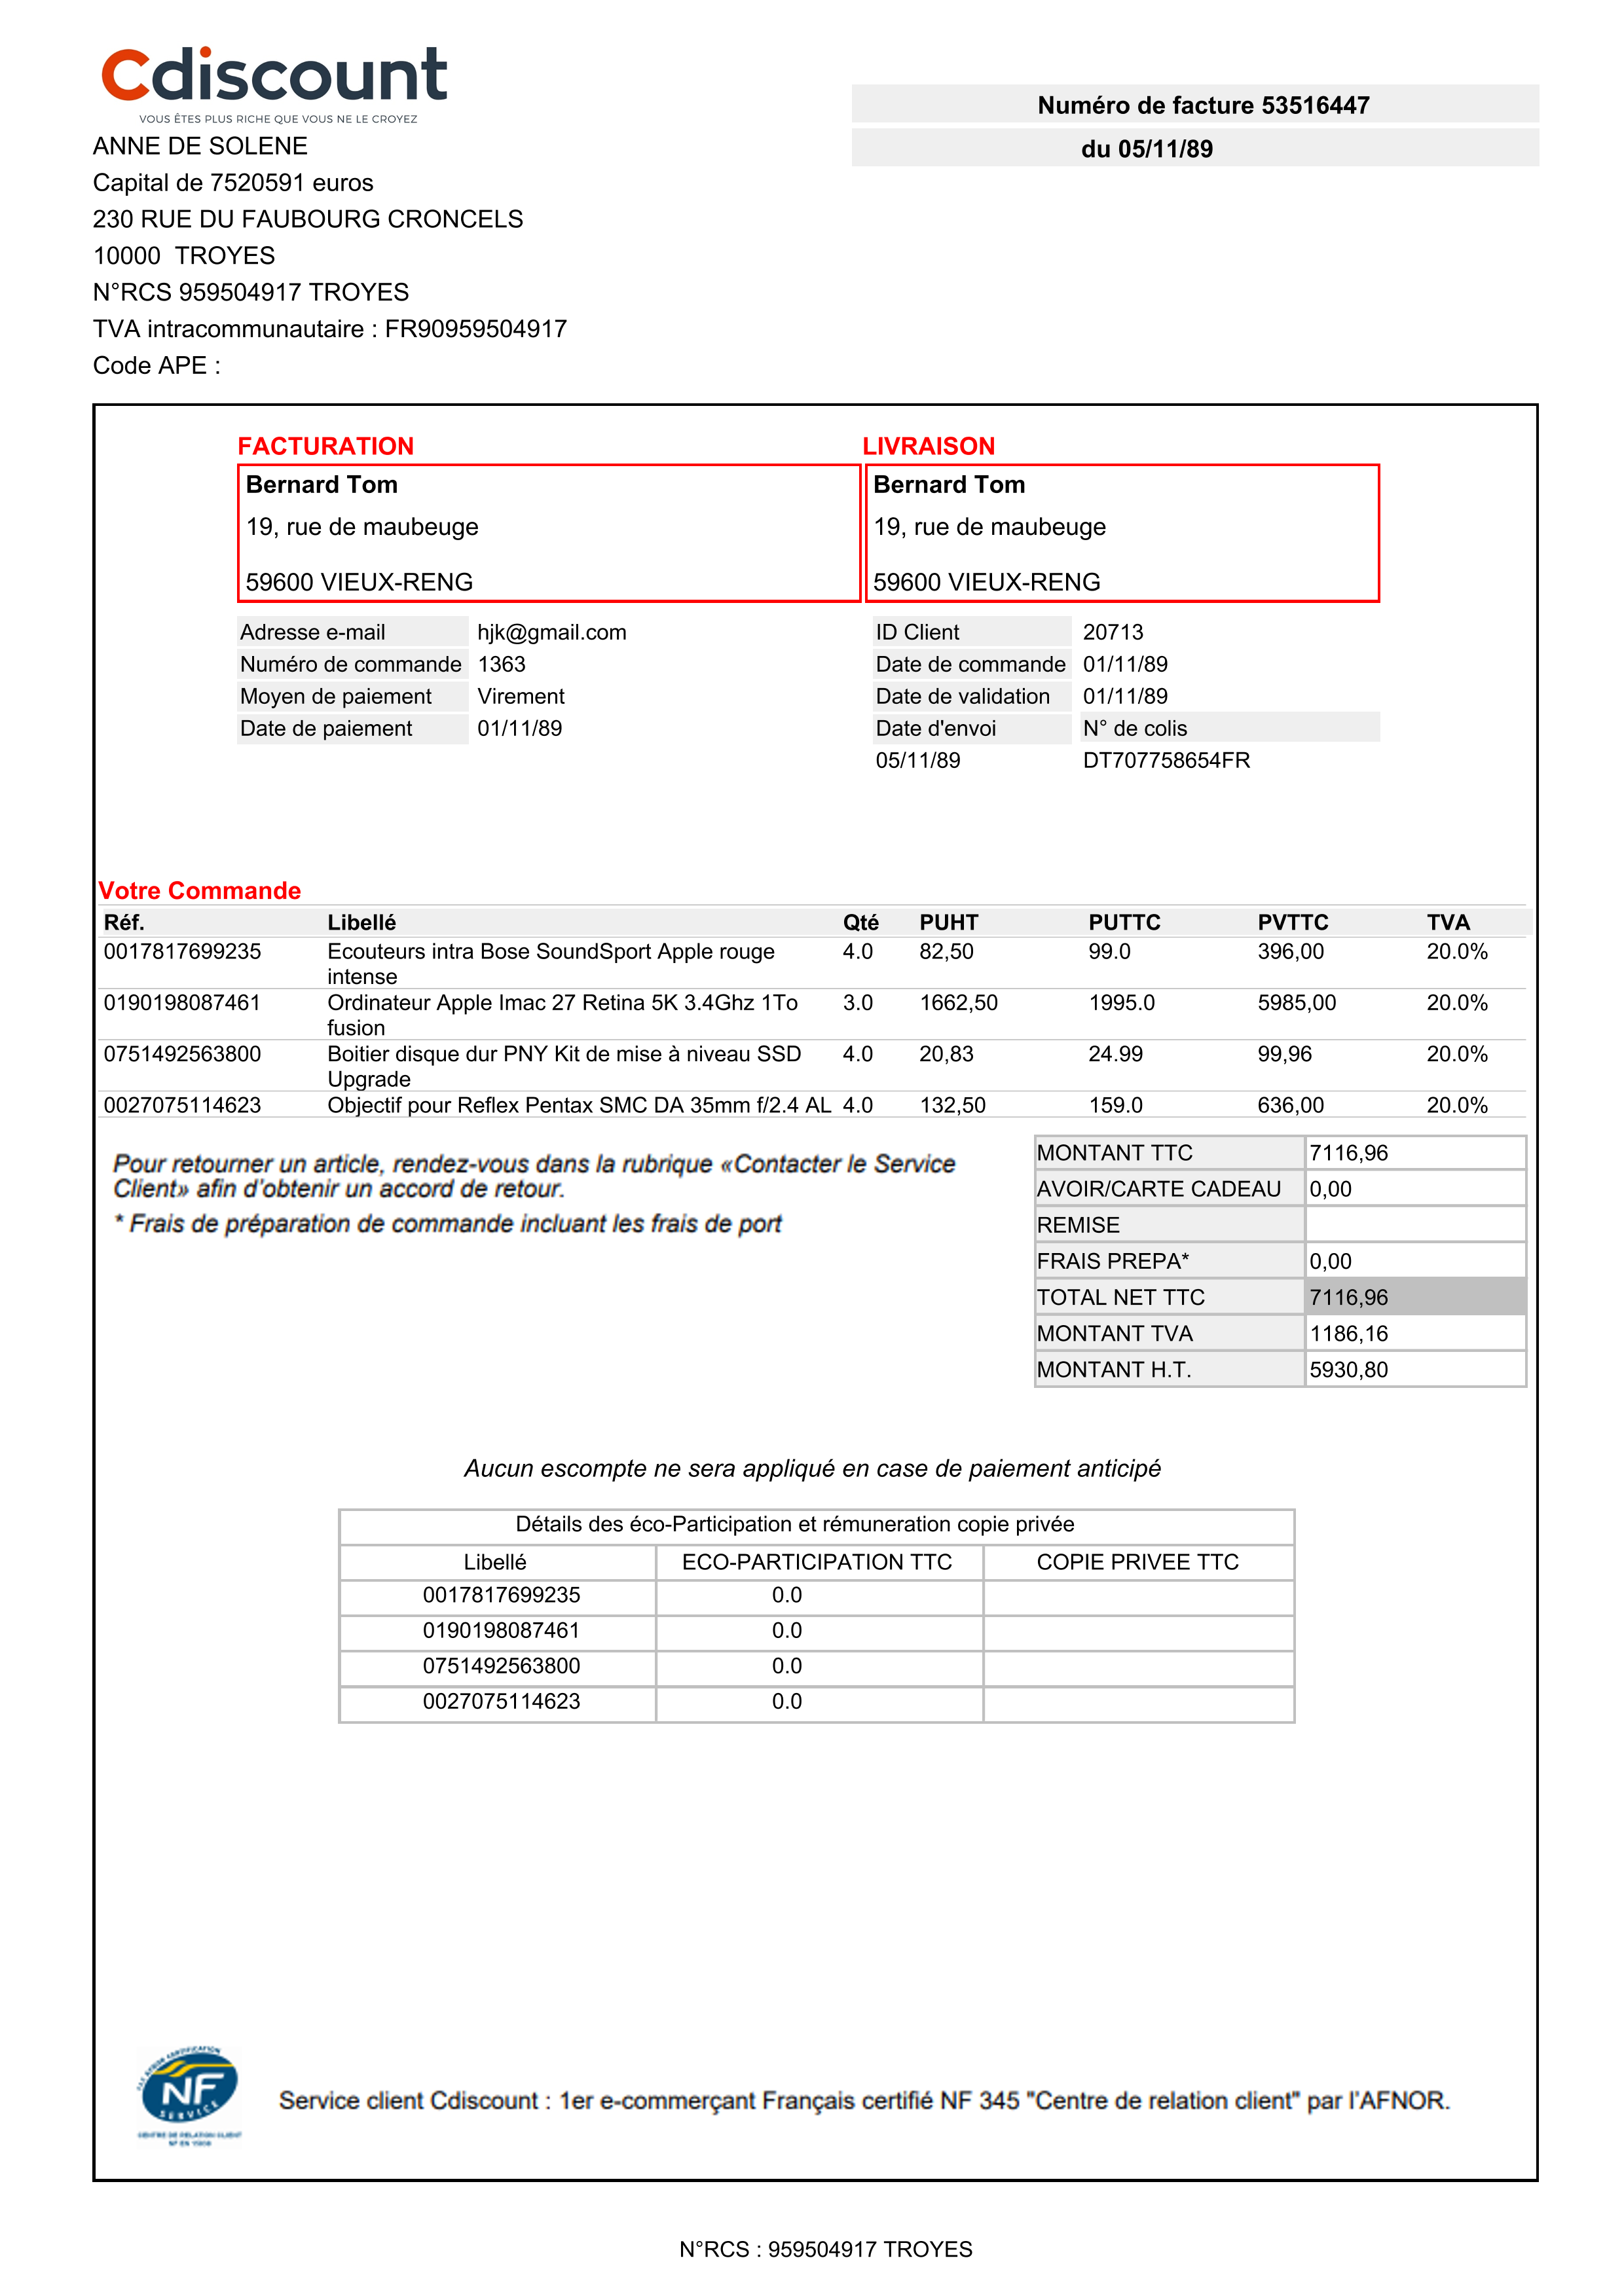 Cdiscount
VOUS ÊTES PLUS RICHE QUE VOUS NE LE CROYEZ
Numéro de facture 53516447
du 05/11/89
ANNE DE SOLENE
Capital de 7520591 euros
230 RUE DU FAUBOURG CRONCELS
10000 TROYES
N°RCS 959504917 TROYES
TVA intracommunautaire : FR90959504917
Code APE :
FACTURATION LIVRAISON
Bernard Tom Bernard Tom
19, rue de maubeuge 19, rue de maubeuge
59600 VIEUX-RENG 59600 VIEUX-RENG
Adresse e-mail hjk@gmail.com ID Client 20713
Numéro de commande 1363 Date de commande 01/11/89
Moyen de paiement Virement Date de validation 01/11/89
Date de paiement 01/11/89 Date d'envoi N° de colis
05/11/89 DT707758654FR
Votre Commande
Réf. Libellé Qté PUHT PUTTC PVTTC TVA
0017817699235 Ecouteurs intra Bose SoundSport Apple rouge 4.0 82,50 99.0 396,00 20.0%
intense
0190198087461 Ordinateur Apple Imac 27 Retina 5K 3.4Ghz 1To 3.0 1662,50 1995.0 5985,00 20.0%
fusion
0751492563800 Boitier disque dur PNY Kit de mise à niveau SSD 4.0 20,83 24.99 99,96 20.0%
Upgrade
0027075114623 Objectif pour Reflex Pentax SMC DA 35mm f/2.4 AL 4.0 132,50 159.0 636,00 20.0%
Pour retourner un article, rendez-vous dans la rubrique «Contacter le Service
Client» afin d'obtenir un accord de retour.
* Frais de préparation de commande incluant les frais de port
MONTANT TTC 7116,96
AVOIR/CARTE CADEAU 0,00
REMISE
FRAIS PREPA* 0,00
TOTAL NET TTC 7116,96
MONTANT TVA 1186,16
MONTANT H.T. 5930,80
Aucun escompte ne sera appliqué en case de paiement anticipé
Détails des éco-Participation et rémuneration copie privée
Libellé ECO-PARTICIPATION TTC COPIE PRIVEE TTC
0017817699235 0.0
0190198087461 0.0
0751492563800 0.0
0027075114623 0.0
NF
SERVICE
CENTRE DE RELATION CLIENT
Service client Cdiscount : 1er e-commerçant Français certifié NF 345 "Centre de relation client" par l'AFNOR.
N°RCS : 959504917 TROYES